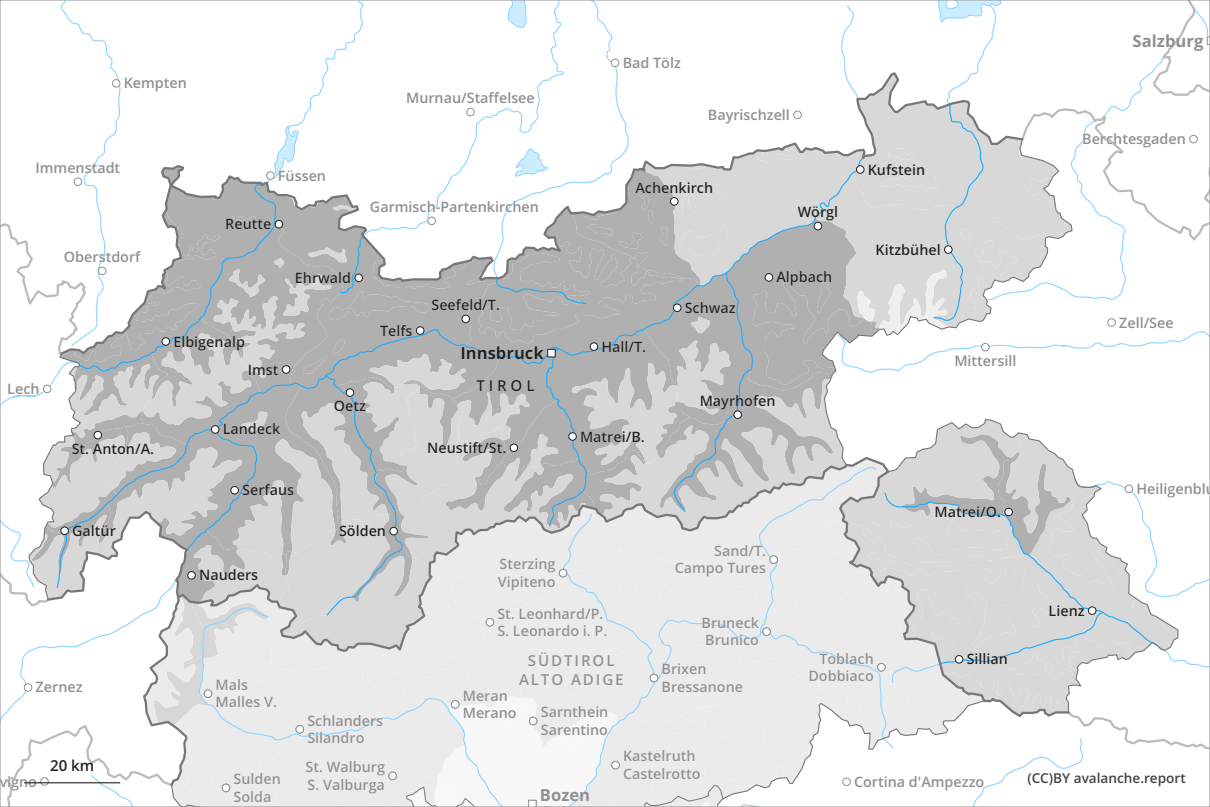 Salzburg
Bad Tölz
Kempten
Murnau/Staffelsee
Bayrischzell
Berchtesgaden
Immenstadt
Füssen
Kufstein
Achenkirch
Garmisch-Partenkirchen
Wörgl
Reutte
Kitzbühel
Oberstdorf
Ehrwald
Alpbach
Seefeld/T.
Schwaz
Telfs
Zell/See
Elbigenalp
Innsbruck
Hall/T.
Mittersill
Imst
TIROL
Lech
Oetz
Mayrhofen
Landeck
Matrei/B.
St. Anton/A.
Neustift/St.
Serfaus
Heiligenblu
Matrei/O.
Galtür
Sölden
Sand/T.
Campo Tures
Sterzing
Vipiteno
Nauders
Lienz
St. Leonhard/P.
S. Leonardo i. P.
Bruneck
Brunico
SÜDTIROL
ALTO ADIGE
Toblach
Dobbiaco
Sillian
Brixen
Bressanone
Zernez
Mals
Malles V.
Meran
Merano
Sarnthein
Sarentino
Schlanders
Silandro
Kastelruth
Castelrotto
20 km
St. Walburg
S. Valburga
vigno
Sulden
Solda
Cortina d'Ampezzo
(CC)BY avalanche.report
Bozen